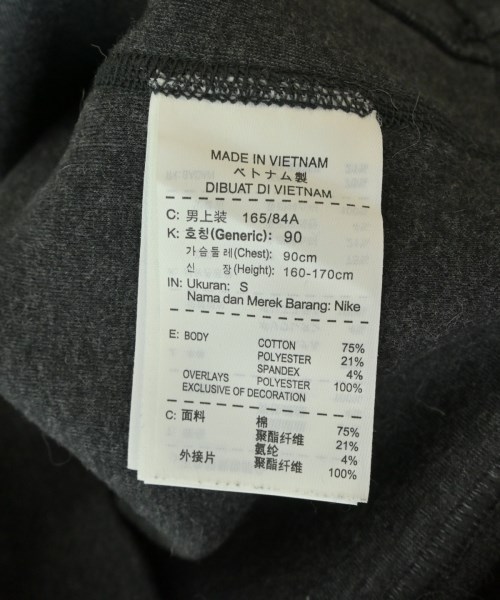 MADE IN VIETNAM
ベトナム製
DIBUAT DI VIETNAM
C: 男上装 165/84A
K: 호칭(Generic): 90
가슴둘레(Chest): 90cm
신 장(Height): 160-170cm
IN: Ukuran: S
Nama dan Merek Barang: Nike
E: BODY COTTON 75%
POLYESTER 21%
SPANDEX 4%
OVERLAYS POLYESTER 100%
EXCLUSIVE OF DECORATION
C: 面料 棉 75%
聚酯纤维 21%
氨纶 4%
外接片 聚酯纤维 100%